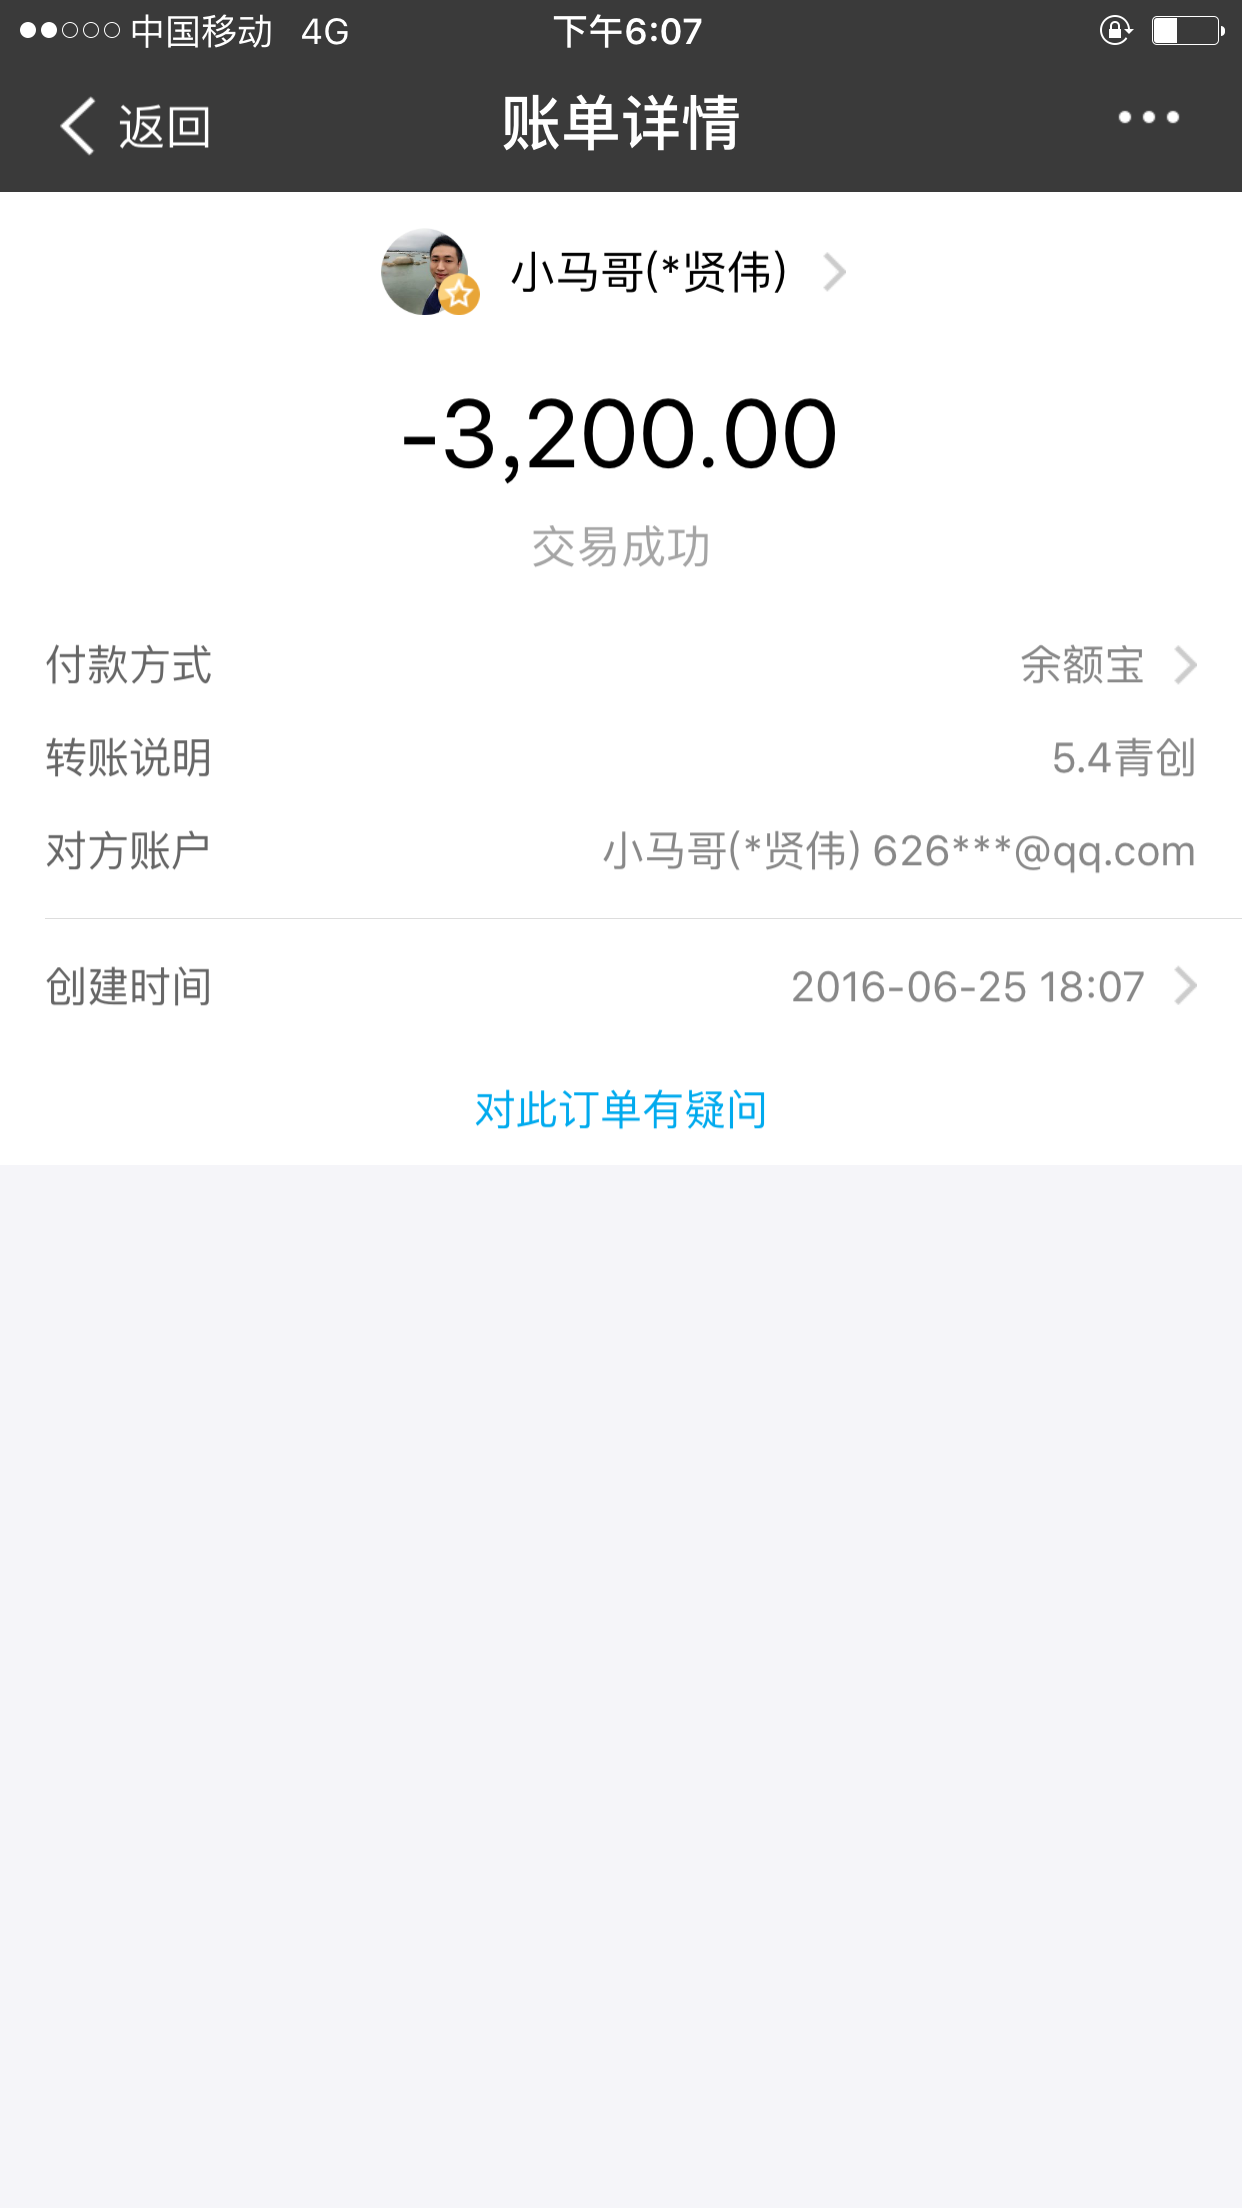 中国移动 4G 下午6:07
返回 账单详情
小马哥(*贤伟)
-3,200.00
交易成功
付款方式 余额宝
转账说明 5.4青创
对方账户 小马哥(*贤伟) 626***@qq.com
创建时间 2016-06-25 18:07
对此订单有疑问